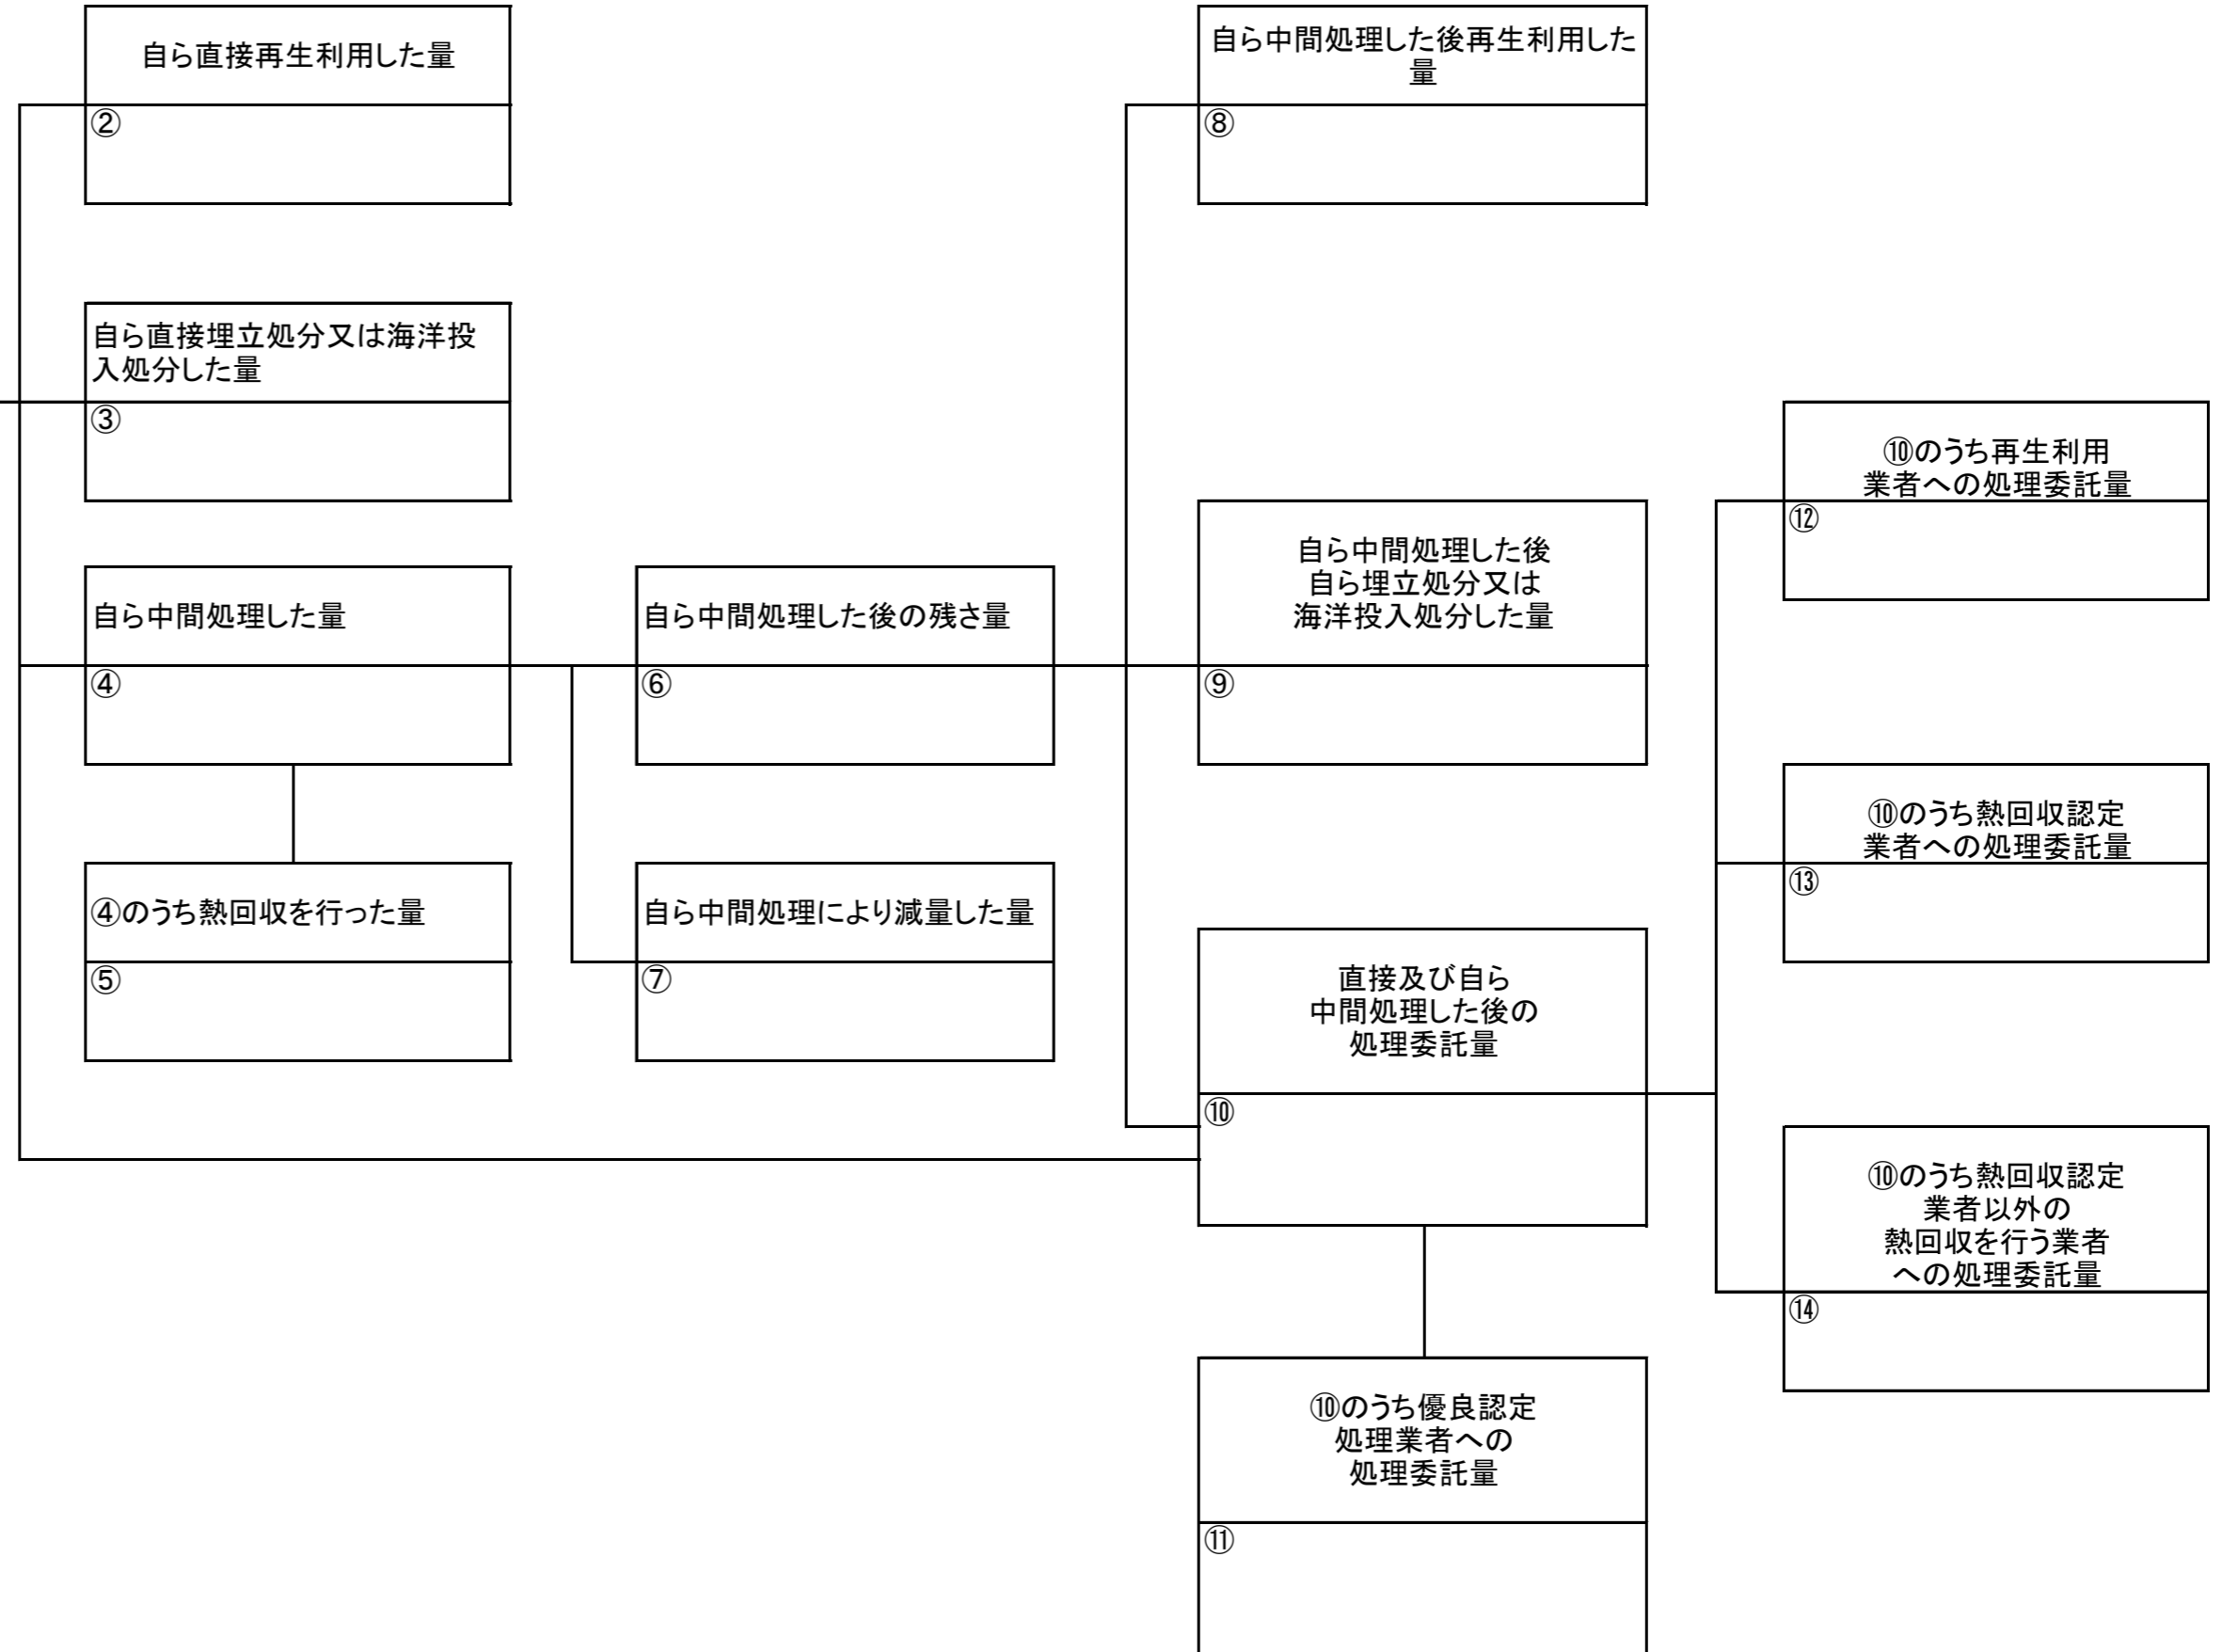 自ら直接再生利用した量
②
自ら直接埋立処分又は海洋投
入処分した量
③
自ら中間処理した量
④
④のうち熱回収を行った量
⑤
自ら中間処理した後の残さ量
⑥
自ら中間処理により減量した量
⑦
自ら中間処理した後再生利用した
量
⑧
自ら中間処理した後
自ら埋立処分又は
海洋投入処分した量
⑨
直接及び自ら
中間処理した後の
処理委託量
⑩
⑩のうち優良認定
処理業者への
処理委託量
⑪
⑩のうち再生利用
業者への処理委託量
⑫
⑩のうち熱回収認定
業者への処理委託量
⑬
⑩のうち熱回収認定
業者以外の
熱回収を行う業者
への処理委託量
⑭